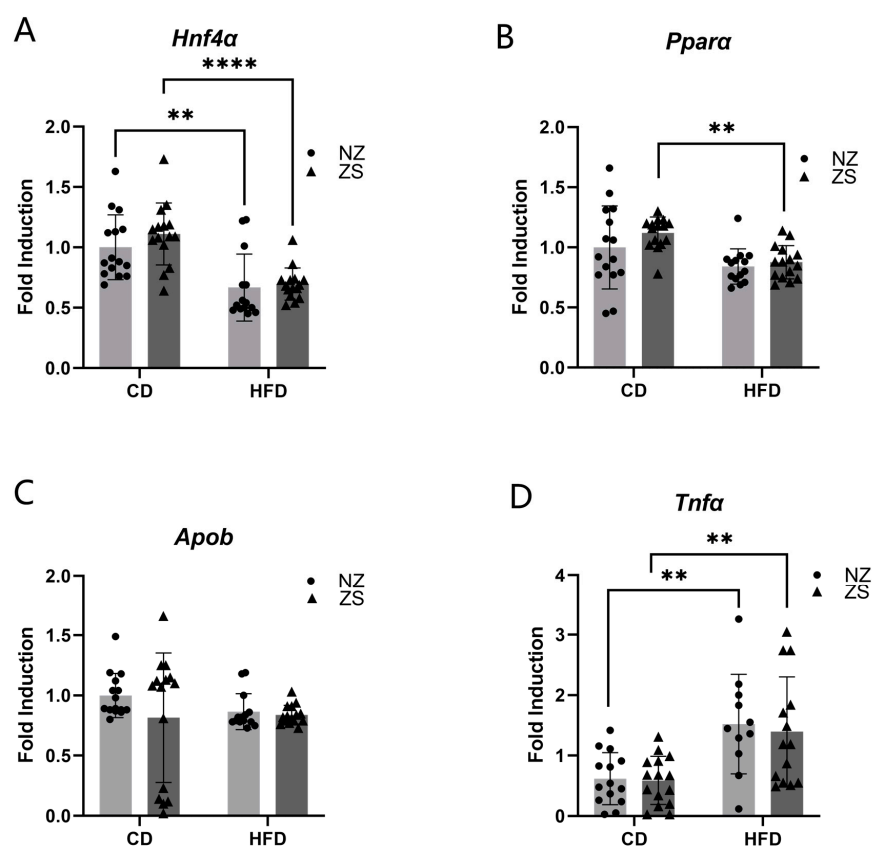 A
Hnf4α
****
**
2.0
1.5
1.0
0.5
0.0
Fold Induction
CD
HFD
NZ
ZS
B
Pparα
**
2.0
1.5
1.0
0.5
0.0
Fold Induction
CD
HFD
NZ
ZS
C
Apob
2.0
1.5
1.0
0.5
0.0
Fold Induction
CD
HFD
NZ
ZS
D
Tnfα
**
**
4
3
2
1
0
Fold Induction
CD
HFD
NZ
ZS